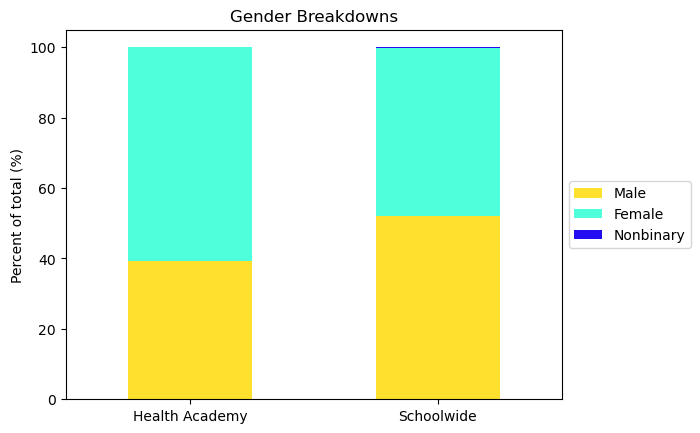 Gender Breakdowns
Percent of total (%)
100
80
60
40
20
0
Health Academy
Schoolwide
Male
Female
Nonbinary